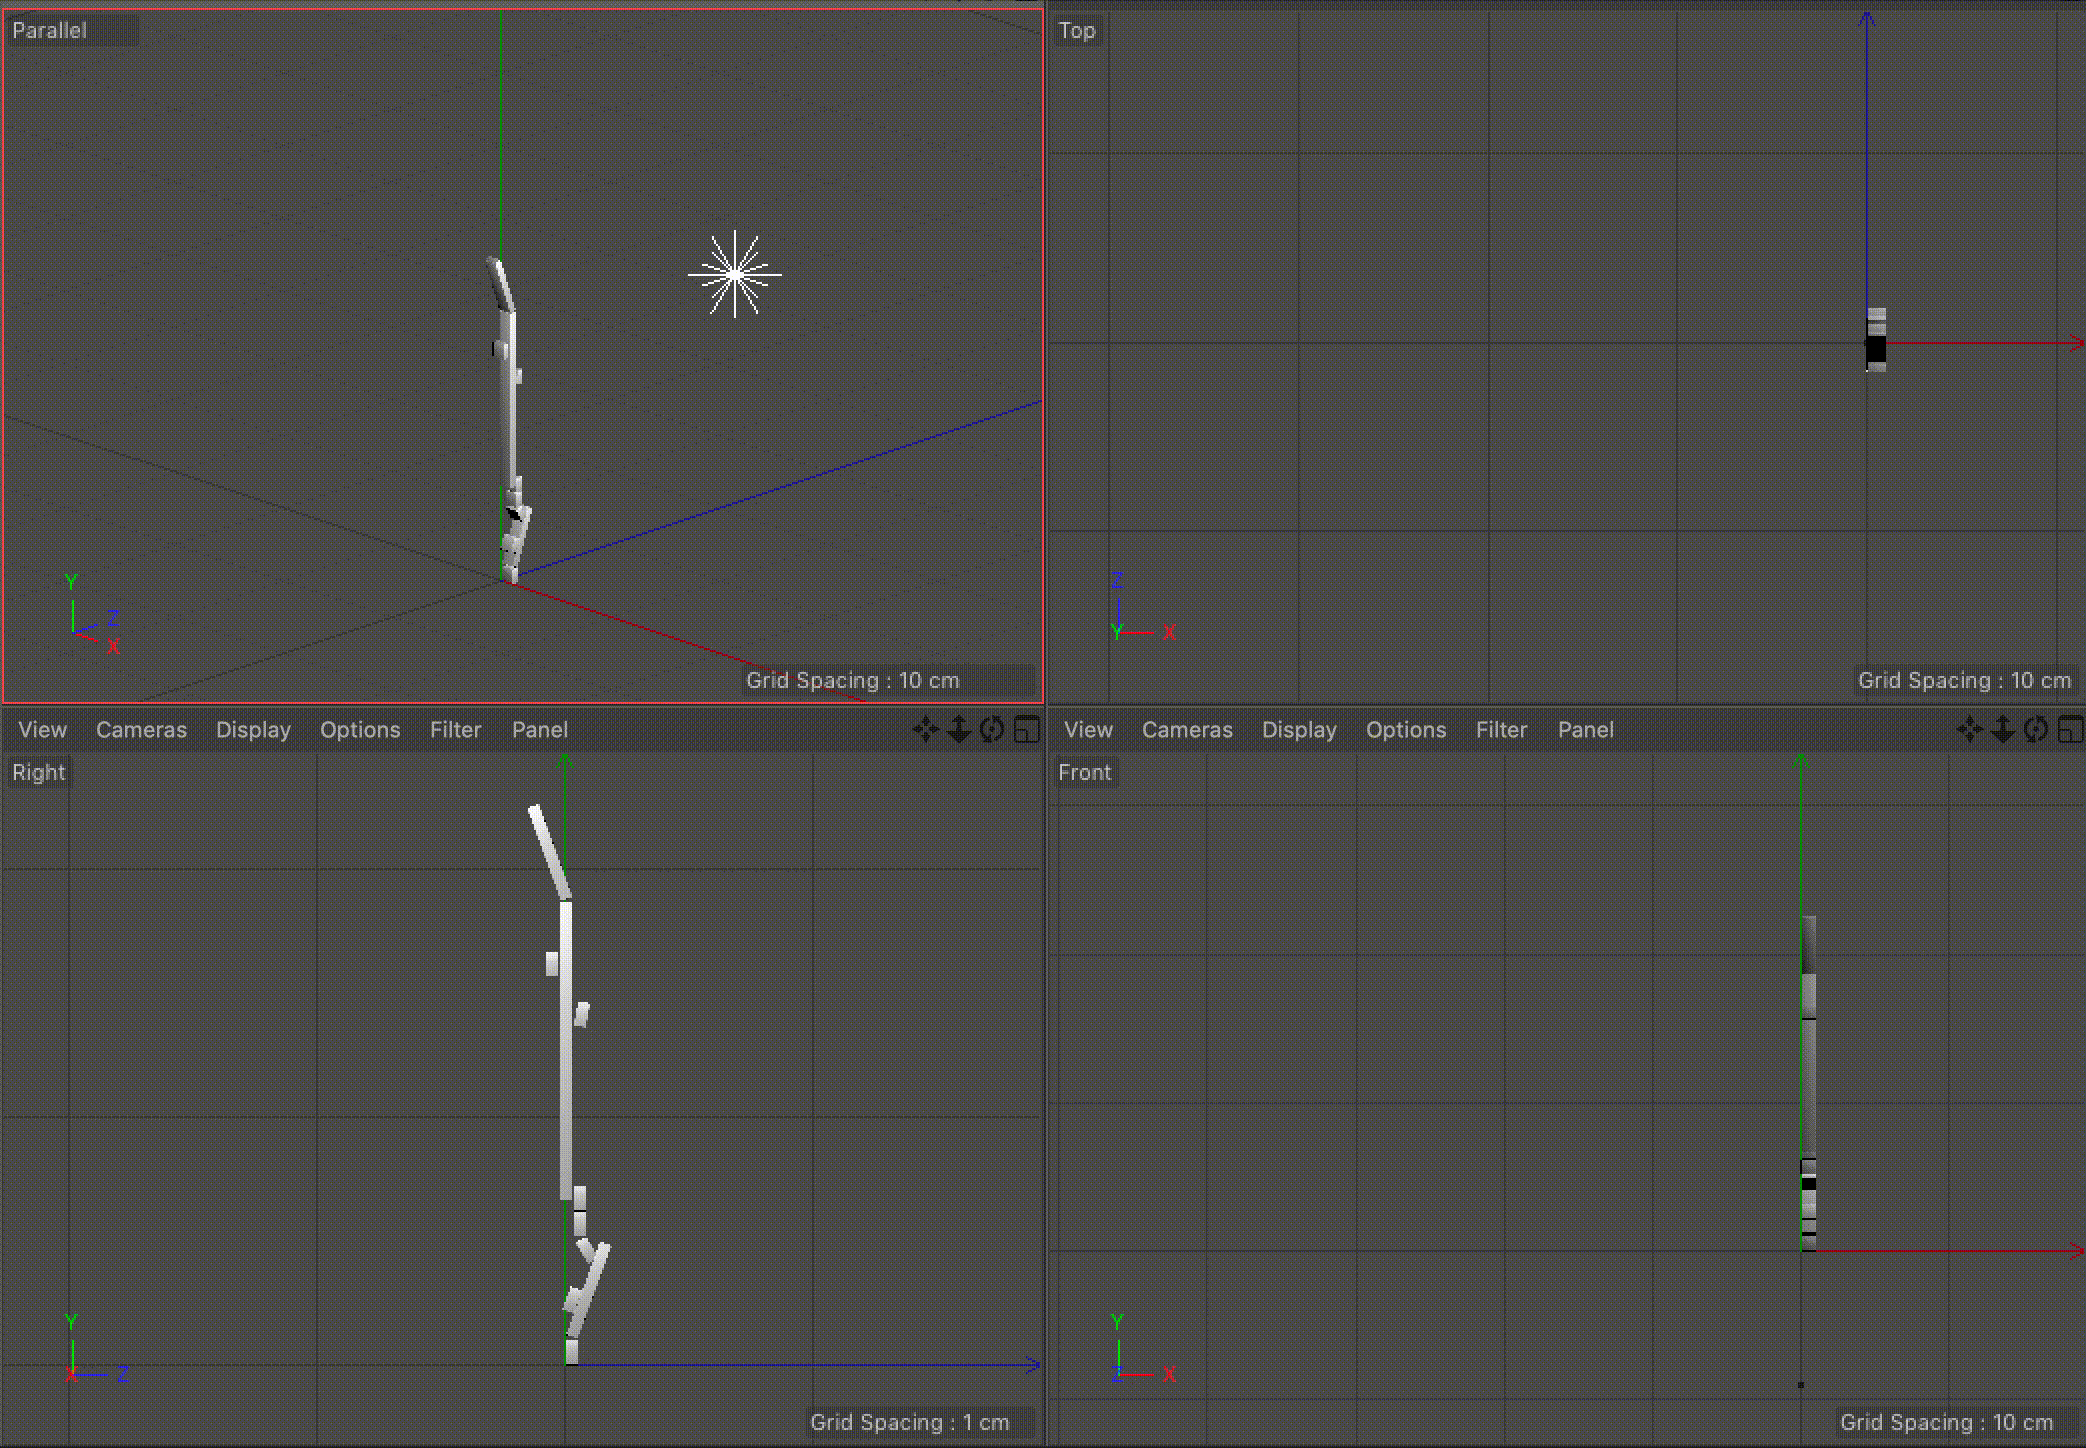 Parallel
Top
Y
Z
X
Grid Spacing : 10 cm
Z
Y X
Grid Spacing : 10 cm
View Cameras Display Options Filter Panel
View Cameras Display Options Filter Panel
Right
Front
Y
X Z
Grid Spacing : 1 cm
Y
Z X
Grid Spacing : 10 cm